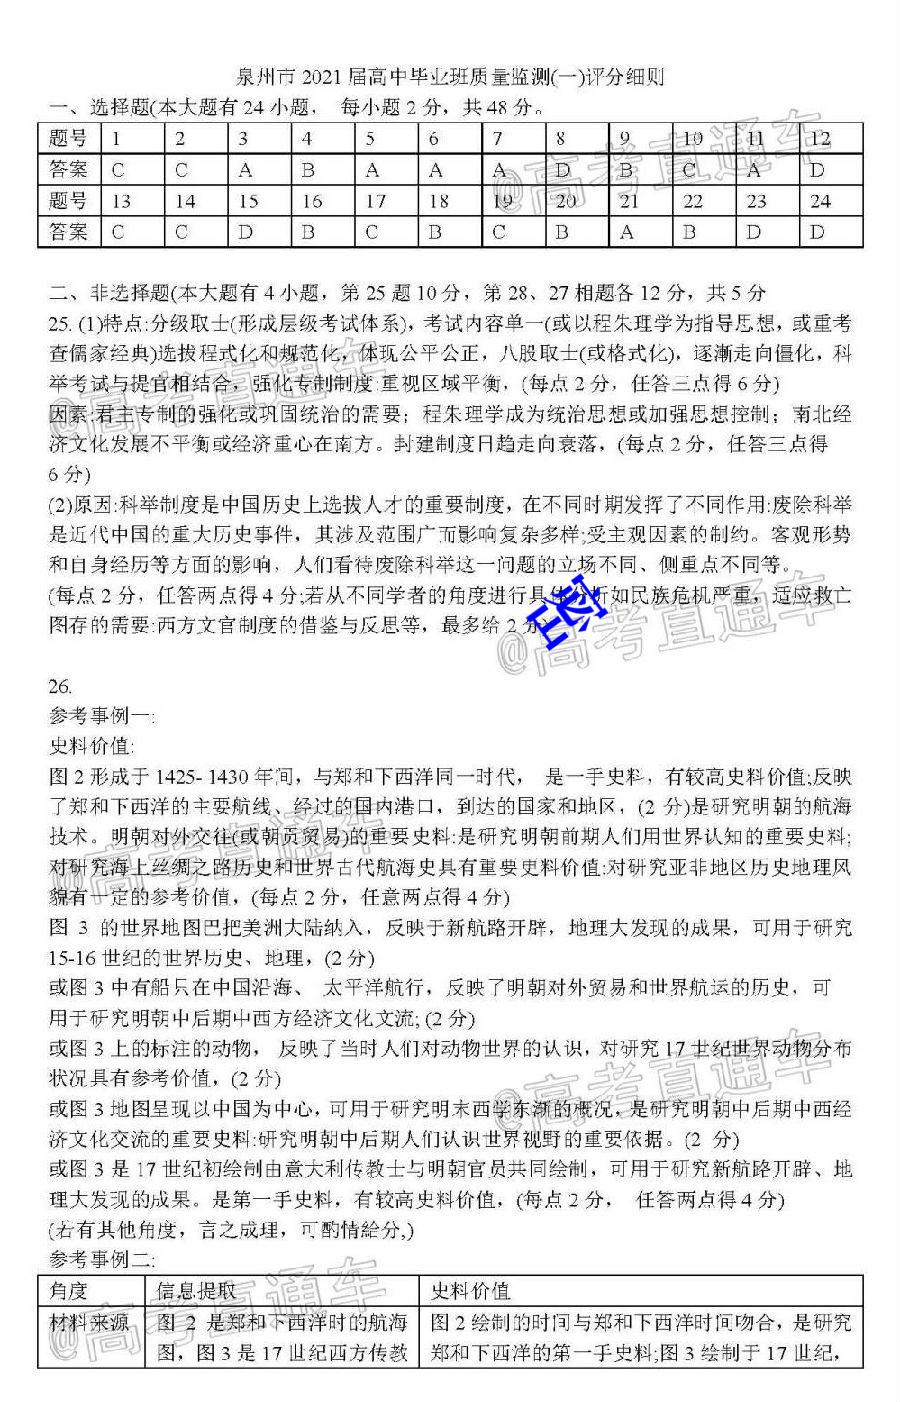 泉州市 2021 届高中毕业班质量监测(一)评分细则
一、选择题(本大题有 24 小题， 每小题 2 分，共 48 分。
题号 1 2 3 4 5 6 7 8 9 10 11 12
答案 C C A B A A A D B C A D
题号 13 14 15 16 17 18 19 20 21 22 23 24
答案 C C D B C B C B A B D D
二、非选择题(本大题有 4 小题，第 25 题 10 分，第 28、27 相题各 12 分，共 5 分
25. (1)特点:分级取士(形成层级考试体系)，考试内容单一(或以程朱理学为指导思想，或重考
查儒家经典)选拔程式化和规范化，体现公平公正，八股取士(或格式化)，逐渐走向僵化，科
举考试与提官相结合，强化专制制度 重视区域平衡，(每点 2 分，任答三点得 6 分)
因素:君主专制的强化或巩固统治的需要；程朱理学成为统治思想或加强思想控制；南北经
济文化发展不平衡或经济重心在南方。封建制度日趋走向衰落，(每点 2 分，任答三点得
6 分)
(2)原因:科举制度是中国历史上选拔人才的重要制度，在不同时期发挥了不同作用:废除科举
是近代中国的重大历史事件，其涉及范围广而影响复杂多样;受主观因素的制约。客观形势
和自身经历等方面的影响，人们看待废除科举这一问题的立场不同、侧重点不同等。
(每点 2 分，任答两点得 4 分;若从不同学者的角度进行具体分析如民族危机严重，适应救亡
图存的需要:西方文官制度的借鉴与反思等，最多给 2 分)
密
26.
参考事例一:
史料价值:
图 2 形成于 1425- 1430 年间，与郑和下西洋同一时代， 是一手史料，有较高史料价值;反映
了郑和下西洋的主要航线、经过的国内港口，到达的国家和地区，(2 分)是研究明朝的航海
技术。明朝对外交往(或朝贡贸易)的重要史料:是研究明朝前期人们用世界认知的重要史料;
对研究海上丝绸之路历史和世界古代航海史具有重要史料价值:对研究亚非地区历史地理风
貌有一定的参考价值，(每点 2 分，任意两点得 4 分)
图 3 的世界地图巴把美洲大陆纳入，反映于新航路开辟，地理大发现的成果，可用于研究
15-16 世纪的世界历史、地理，(2 分)
或图 3 中有船只在中国沿海、 太平洋航行，反映了明朝对外贸易和世界航运的历史，可
用于研究明朝中后期中西方经济文化文流; (2 分)
或图 3 上的标注的动物， 反映了当时人们对动物世界的认识，对研究 17 世纪世界动物分布
状况具有参考价值，(2 分)
或图 3 地图呈现以中国为中心，可用于研究明末西学东渐的概况，是研究明朝中后期中西经
济文化交流的重要史料:研究明朝中后期人们认识世界视野的重要依据。(2 分)
或图 3 是 17 世纪初绘制由意大利传教士与明朝官员共同绘制，可用于研究新航路开辟、地
理大发现的成果。是第一手史料，有较高史料价值，(每点 2 分， 任答两点得 4 分)
(若有其他角度，言之成理，可酌情给分,)
参考事例二:
角度 信息提取 史料价值
材料来源 图 2 是郑和下西洋时的航海 图 2 绘制的时间与郑和下西洋时间吻合，是研究
图，图 3 是 17 世纪西方传教 郑和下西洋的第一手史料;图 3 绘制于 17 世纪，
@高考直通车
@高考直通车
@高考直通车
@高考直通车
@高考直通车
@高考直通车